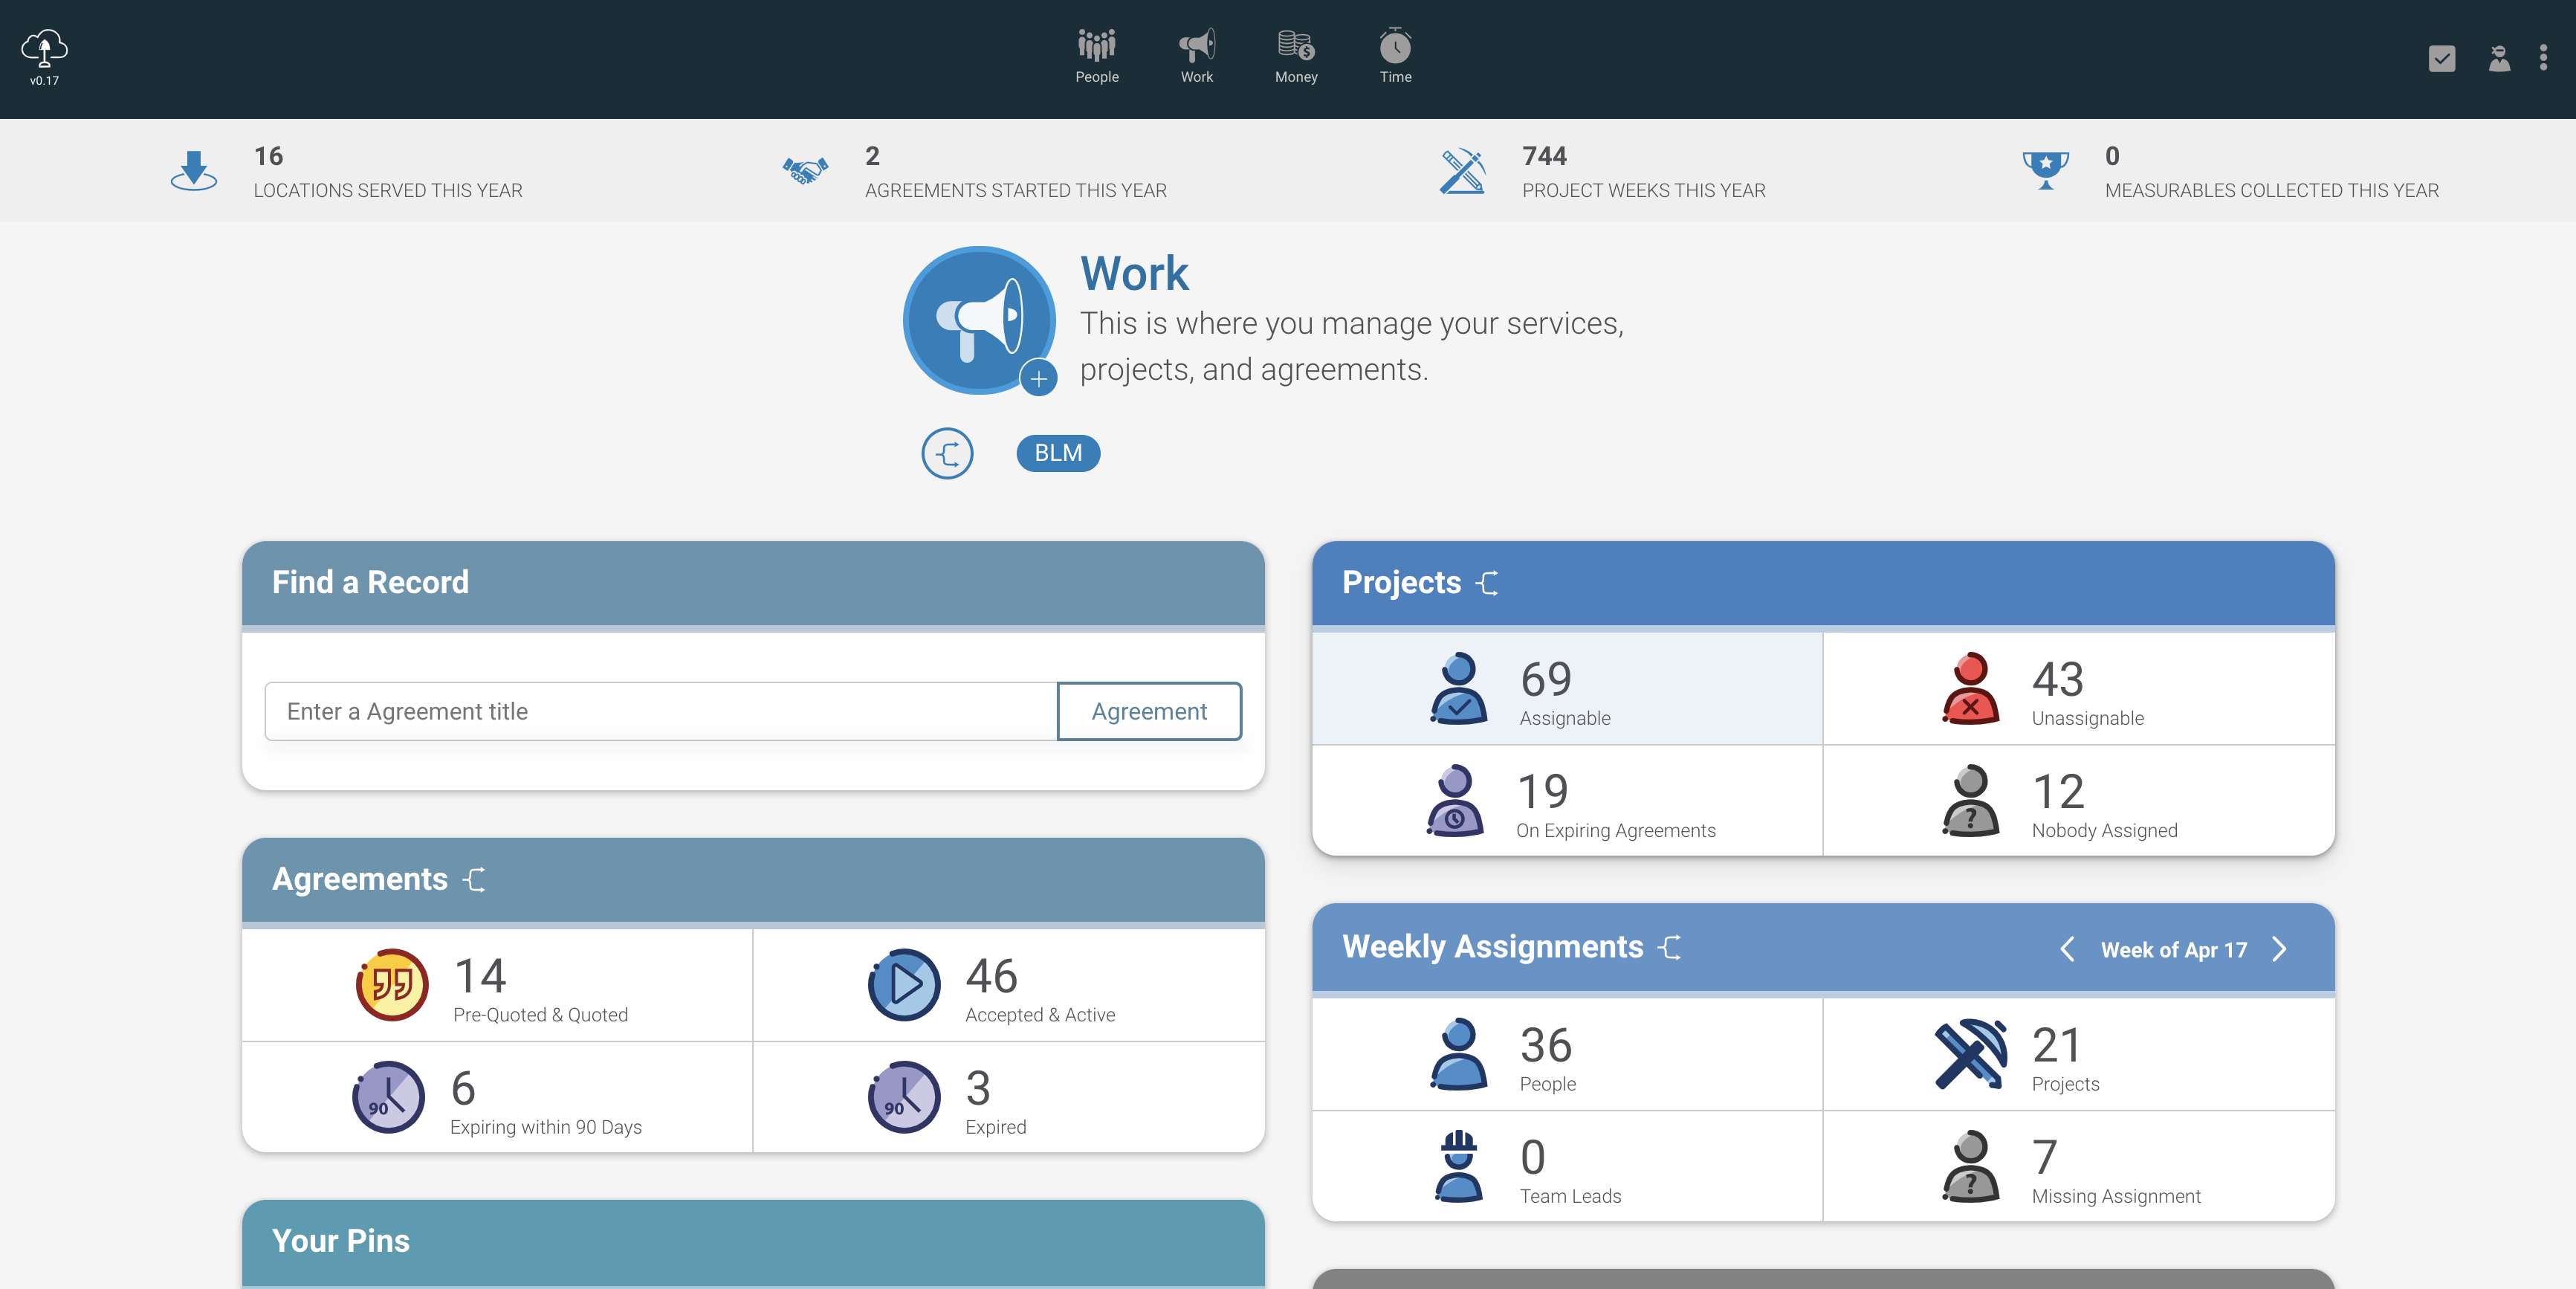 v0.17
People
Work
Money
Time
16
LOCATIONS SERVED THIS YEAR
2
AGREEMENTS STARTED THIS YEAR
744
PROJECT WEEKS THIS YEAR
0
MEASURABLES COLLECTED THIS YEAR
Work
This is where you manage your services,
projects, and agreements.
BLM
Find a Record
Enter a Agreement title
Agreement
Agreements
14
Pre-Quoted & Quoted
46
Accepted & Active
90
6
Expiring within 90 Days
90
3
Expired
Your Pins
Projects
69
Assignable
43
Unassignable
19
On Expiring Agreements
?
12
Nobody Assigned
Weekly Assignments
Week of Apr 17
36
People
21
Projects
0
Team Leads
?
7
Missing Assignment